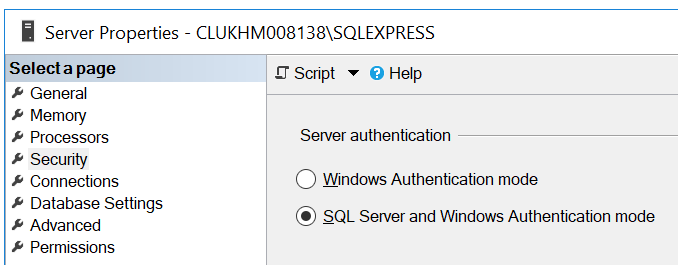 Server Properties - CLUKHM008138\SQLEXPRESS
Select a page
General
Memory
Processors
Security
Connections
Database Settings
Advanced
Permissions
Script Help
Server authentication
Windows Authentication mode
SQL Server and Windows Authentication mode